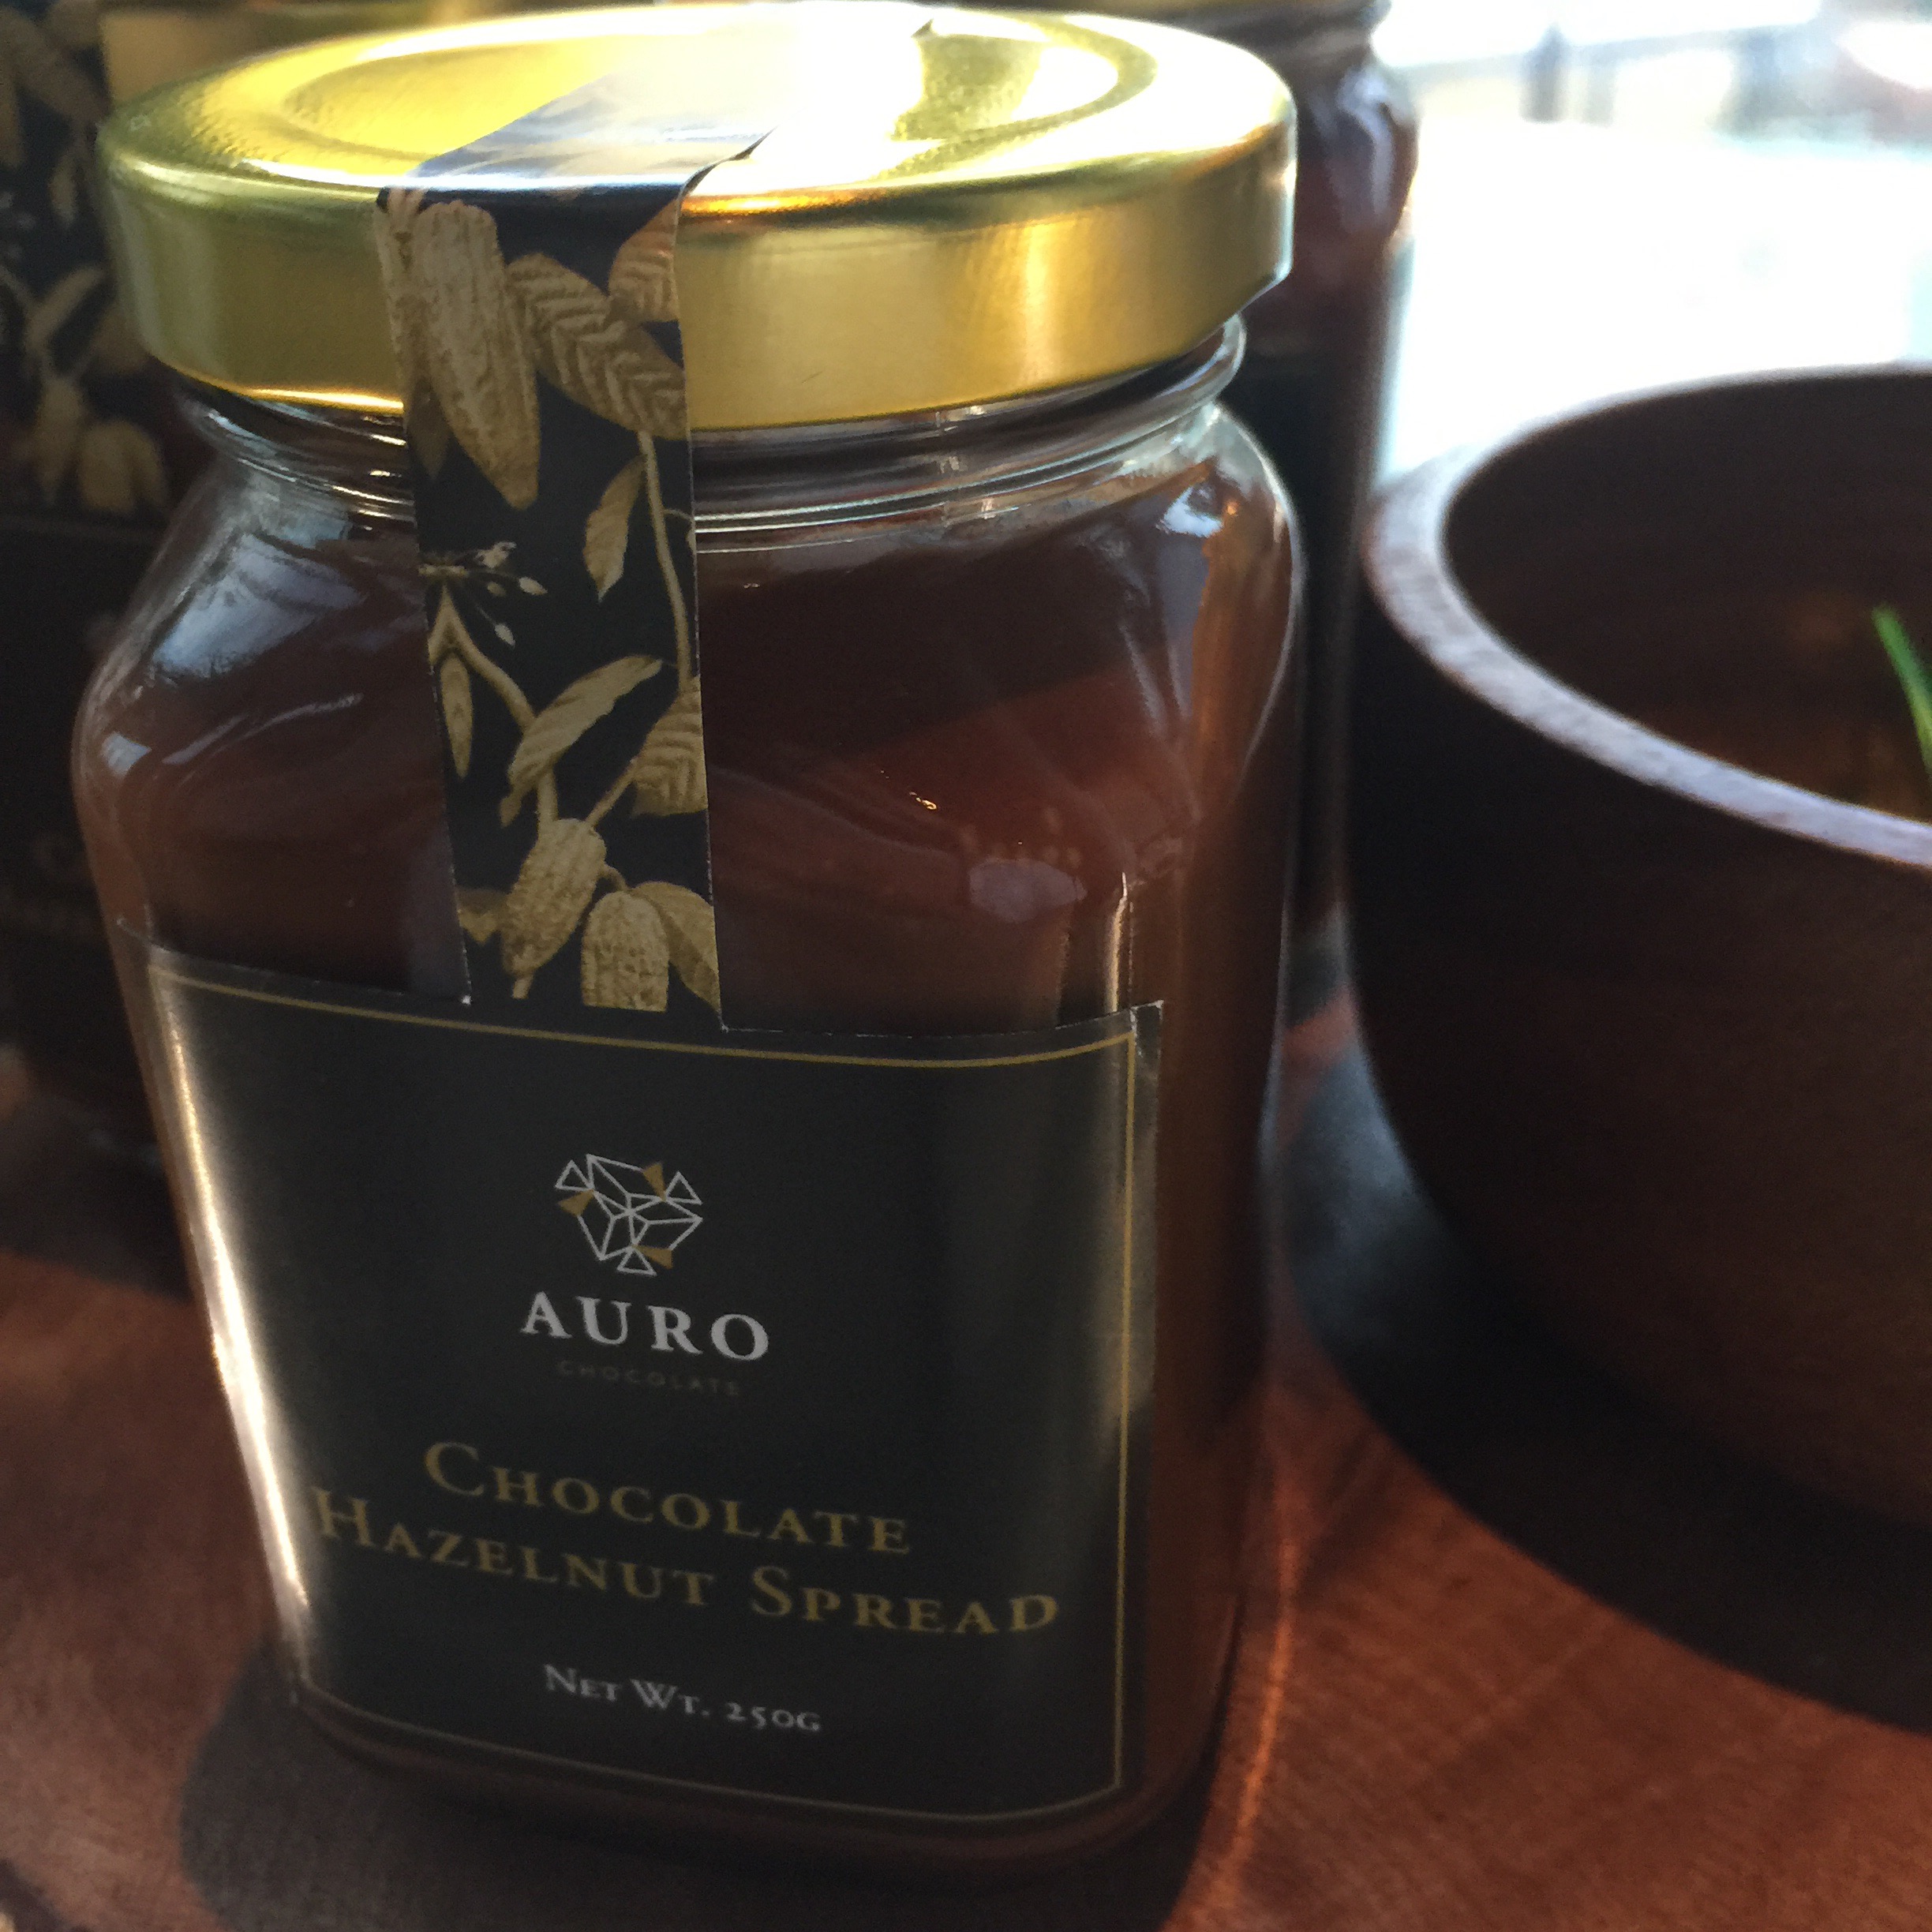 AURO
CHOCOLATE
CHOCOLATE
HAZELNUT SPREAD
NET WT. 250G